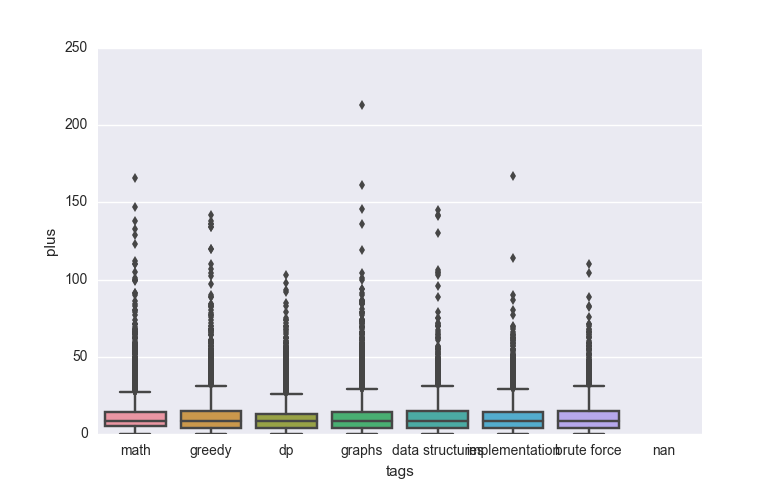 250
200
150
100
50
0
plus
math greedy dp graphs data structures implementation brute force nan
tags